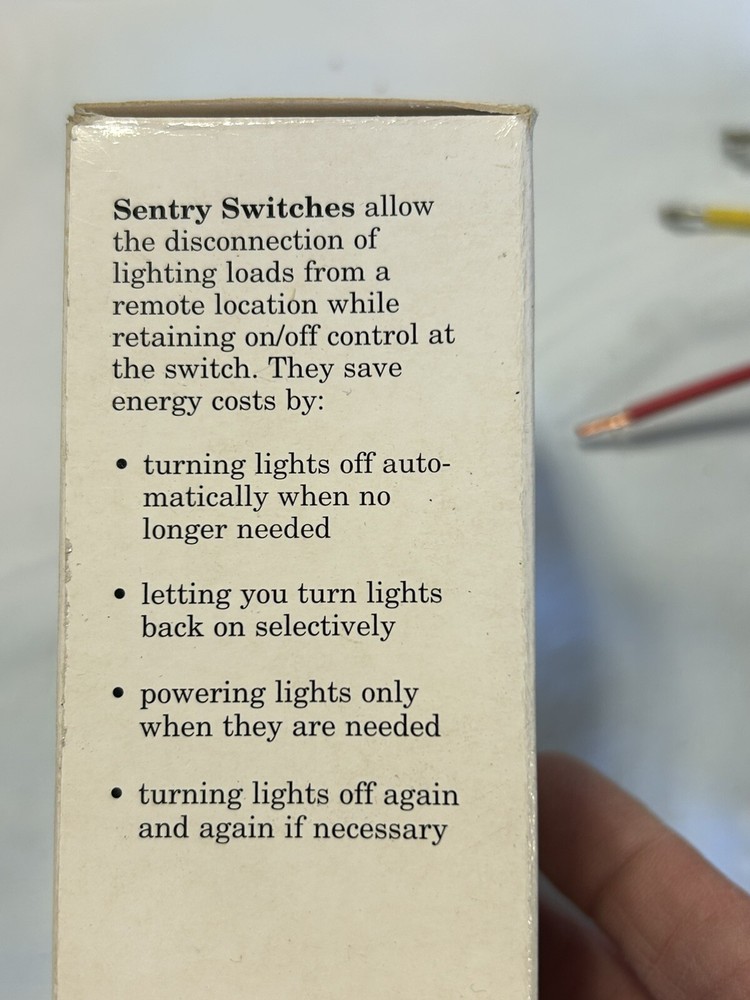 Sentry Switches allow
the disconnection of
lighting loads from a
remote location while
retaining on/off control at
the switch. They save
energy costs by:
• turning lights off auto-
matically when no
longer needed
• letting you turn lights
back on selectively
• powering lights only
when they are needed
• turning lights off again
and again if necessary